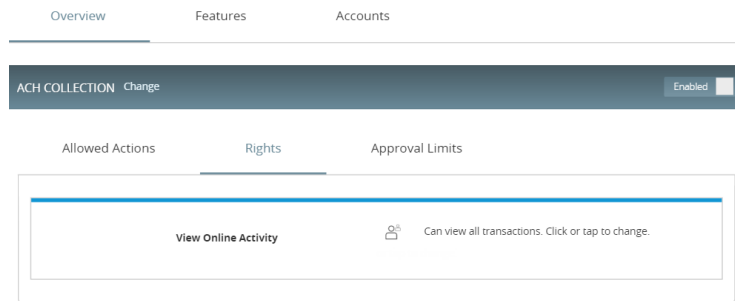 Overview Features Accounts
ACH COLLECTION Change Enabled
Allowed Actions Rights Approval Limits
View Online Activity Can view all transactions. Click or tap to change.